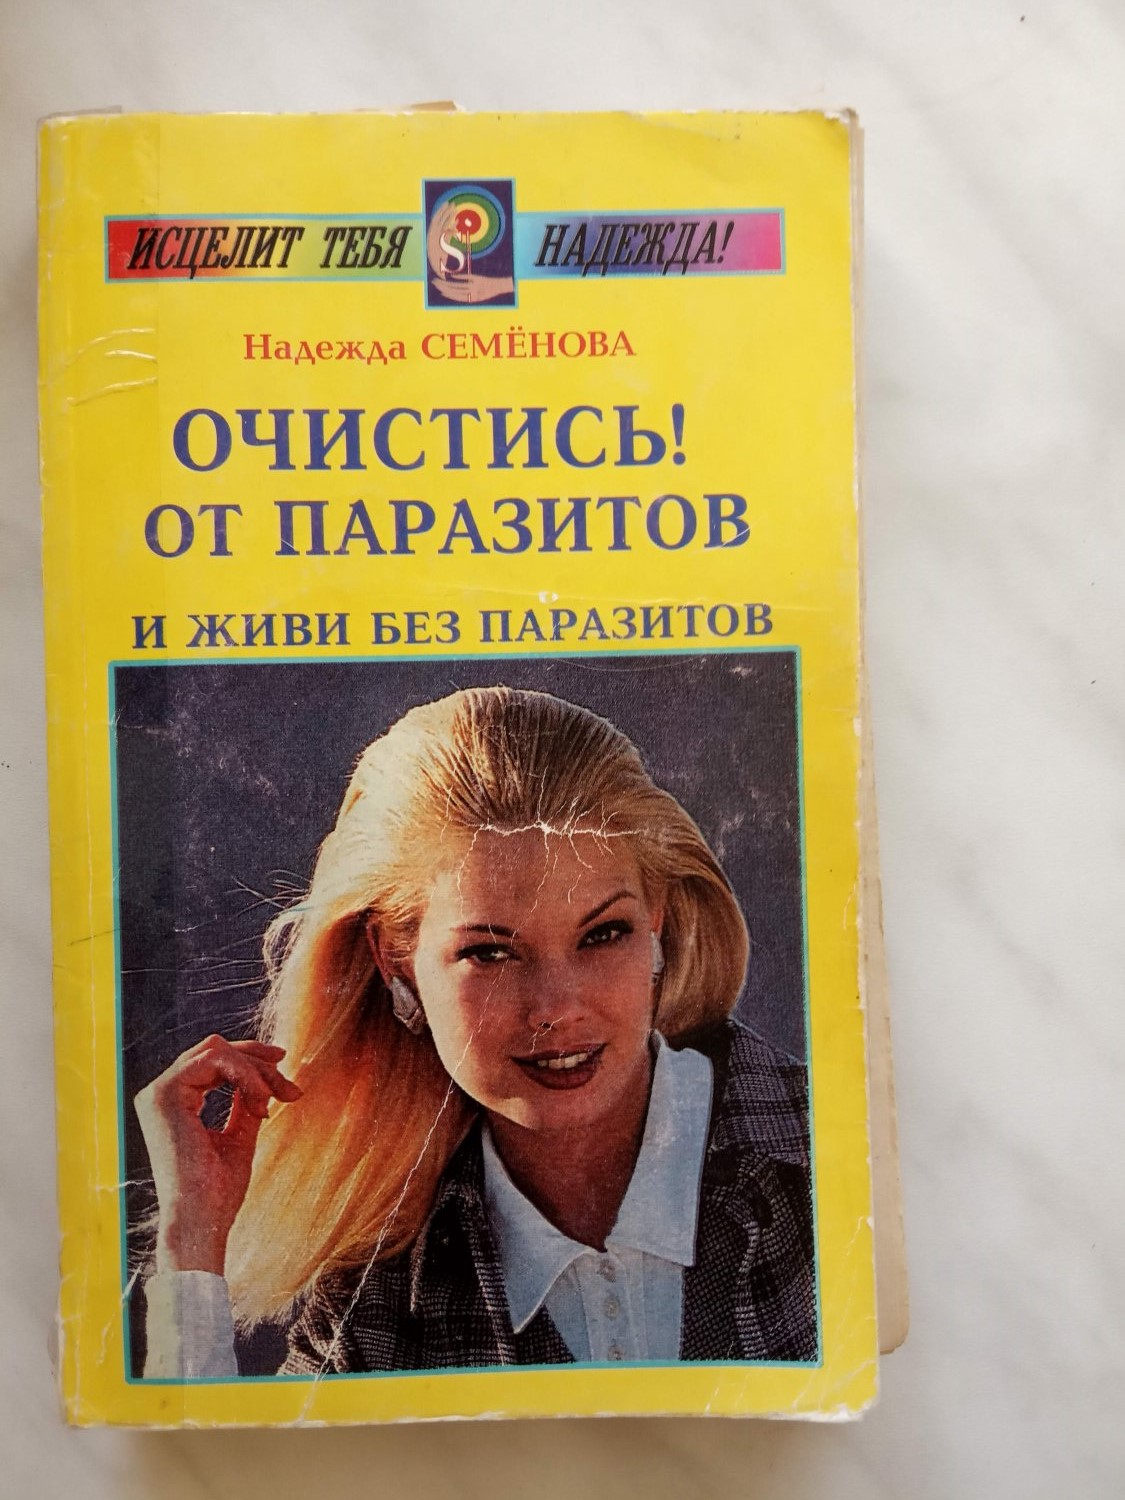 ИСЦЕЛИТ ТЕБЯ S НАДЕЖДА!
Надежда СЕМЁНОВА
ОЧИСТИСЬ!
ОТ ПАРАЗИТОВ
И ЖИВИ БЕЗ ПАРАЗИТОВ